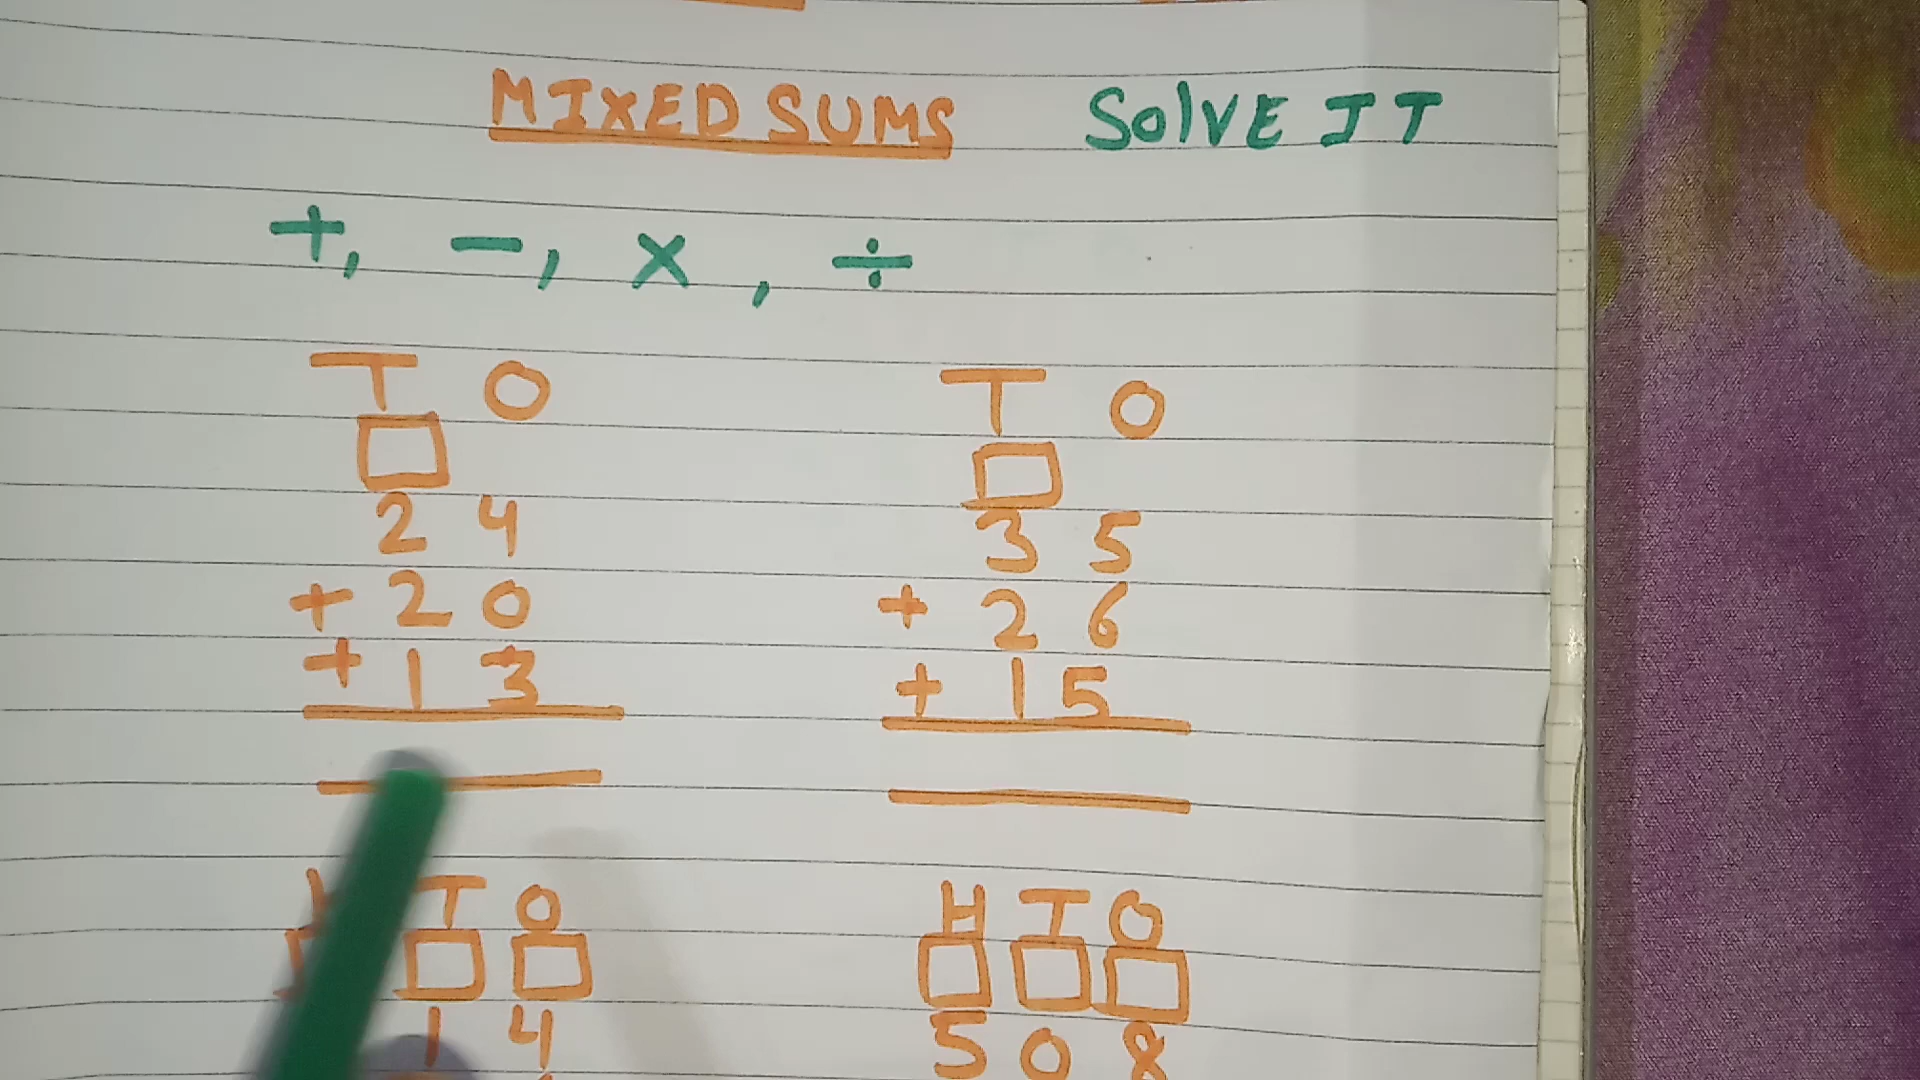 MIXED SUMS SOlVE IT
+, -, x, ÷
T O
2 4
+ 2 0
+ 1 3
T O
3 5
+ 2 6
+ 1 5
T O
1 4
H T O
5 0 8